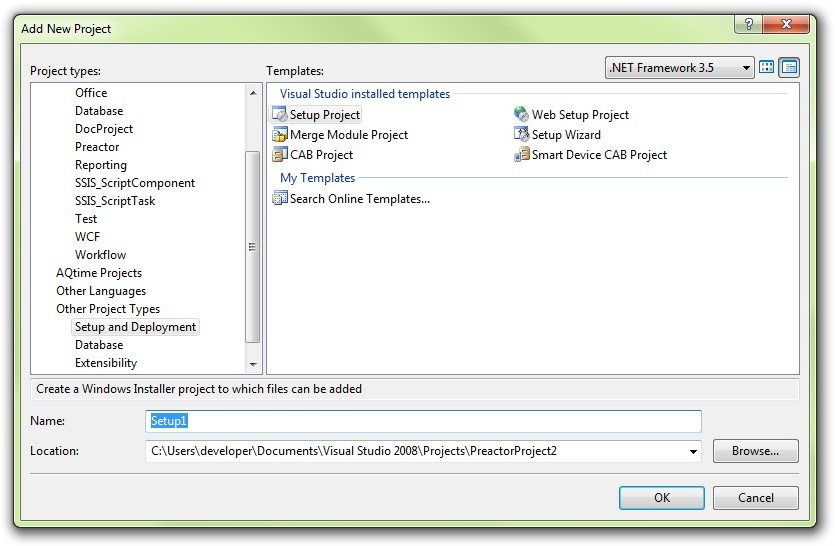 Add New Project
?
Project types:
Templates:
.NET Framework 3.5
Office
Database
DocProject
Preactor
Reporting
SSIS_ScriptComponent
SSIS_ScriptTask
Test
WCF
Workflow
AQtime Projects
Other Languages
Other Project Types
Setup and Deployment
Database
Extensibility
Visual Studio installed templates
Setup Project
Web Setup Project
Merge Module Project
Setup Wizard
CAB Project
Smart Device CAB Project
My Templates
Search Online Templates...
Create a Windows Installer project to which files can be added
Name:
Setup1
Location:
C:\Users\developer\Documents\Visual Studio 2008\Projects\PreactorProject2
Browse...
OK
Cancel